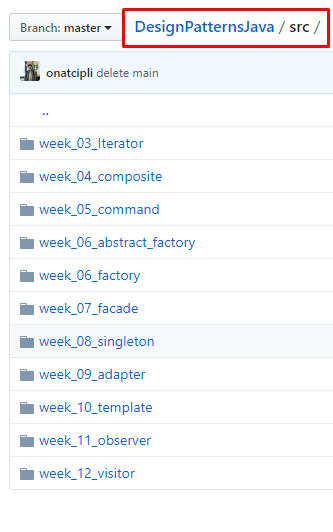 Branch: master DesignPatternsJava / src /
onatcipli delete main
..
week_03_Iterator
week_04_composite
week_05_command
week_06_abstract_factory
week_06_factory
week_07_facade
week_08_singleton
week_09_adapter
week_10_template
week_11_observer
week_12_visitor